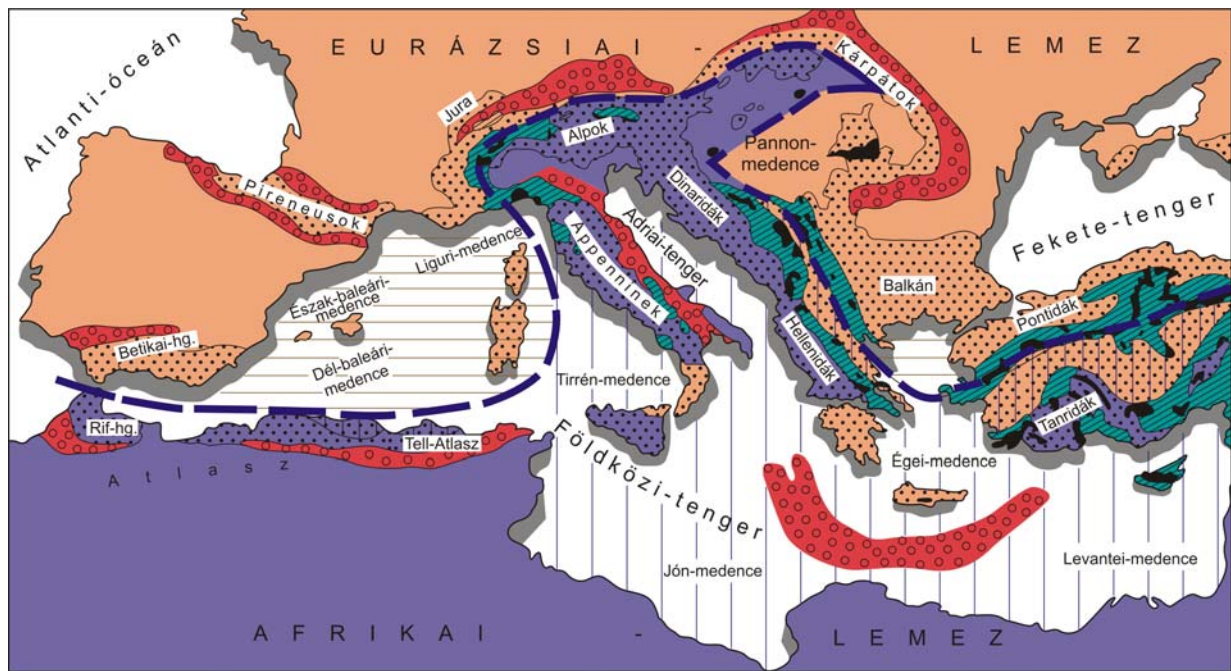 EURÁZSIAI - LEMEZ
Atlanti-óceán
Kárpátok
Jura
Alpok
Pannon-
medence
Píreneusok
Dinaridák
Fekete-tenger
Adriai-tenger
Liguri-medence
Appenninek
Észak-baleári-
medence
Balkán
Pontidák
Betikai-hg.
Dél-baleári-
medence
Hellenidák
Tirrén-medence
Tanridák
Rif-hg.
Tell-Atlasz
Atlasz
Földközi-tenger
Égei-medence
Jón-medence
Levantei-medence
AFRIKAI - LEMEZ